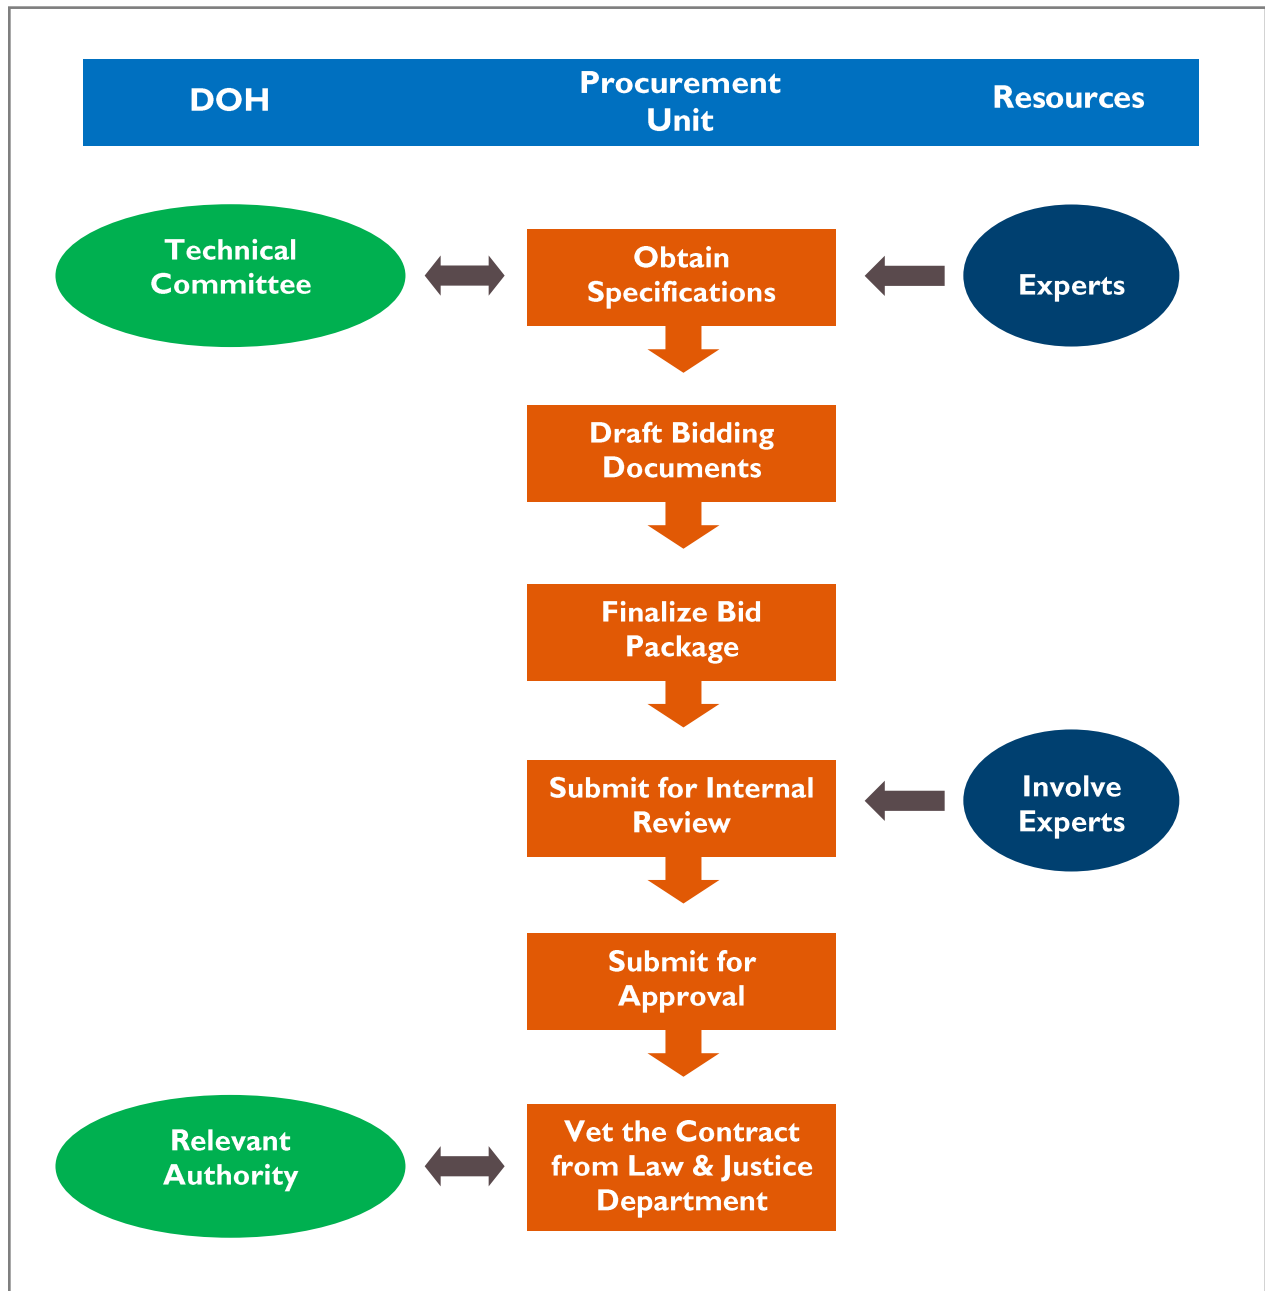 DOH
Procurement
Unit
Resources
Technical
Committee
Obtain
Specifications
Experts
Draft Bidding
Documents
Finalize Bid
Package
Submit for Internal
Review
Involve
Experts
Submit for
Approval
Relevant
Authority
Vet the Contract
from Law & Justice
Department